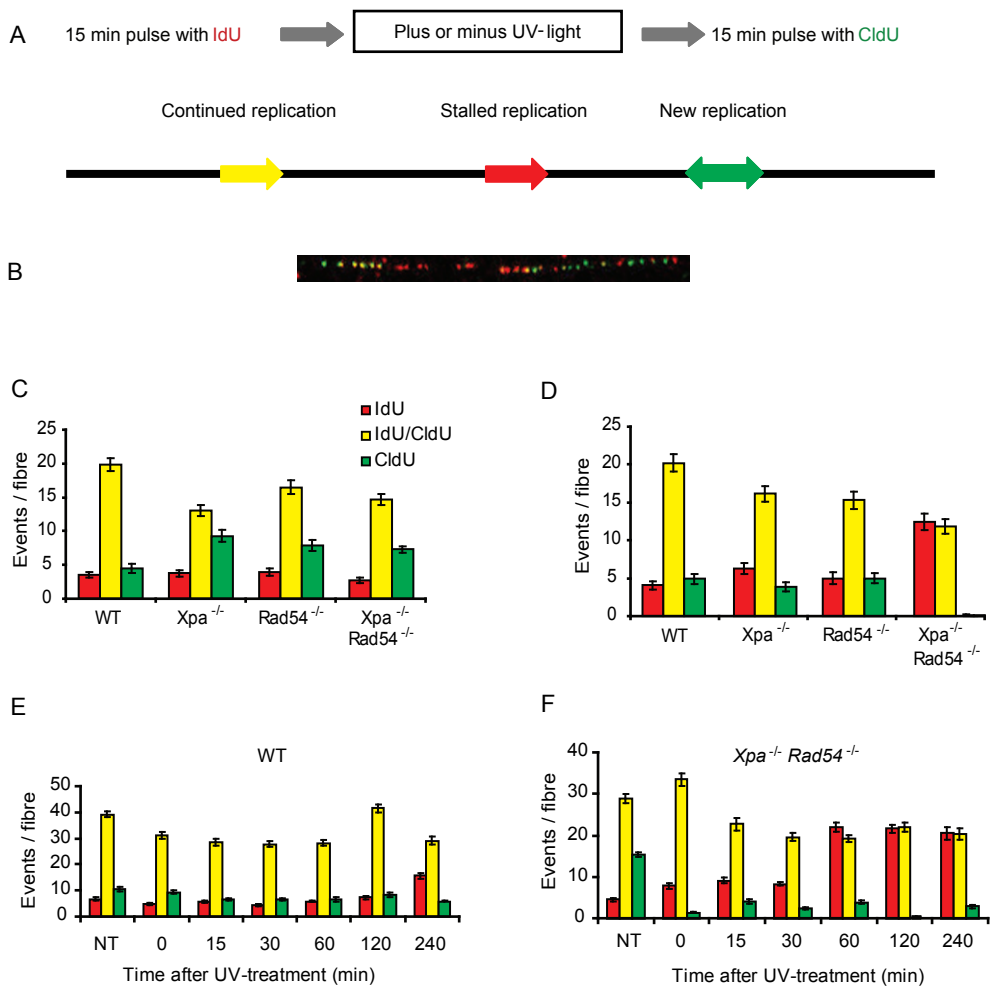 A
15 min pulse with IdU
Plus or minus UV-light
15 min pulse with CldU
Continued replication
Stalled replication
New replication
B
C
IdU
IdU/CldU
CldU
Events / fibre
25
20
15
10
5
0
WT
Xpa -/-
Rad54 -/-
Xpa -/-
Rad54 -/-
D
Events / fibre
25
20
15
10
5
0
WT
Xpa -/-
Rad54 -/-
Xpa -/-
Rad54 -/-
E
WT
Events / fibre
50
40
30
20
10
0
NT
0
15
30
60
120
240
Time after UV-treatment (min)
F
Xpa -/- Rad54 -/-
Events / fibre
40
30
20
10
0
NT
0
15
30
60
120
240
Time after UV-treatment (min)